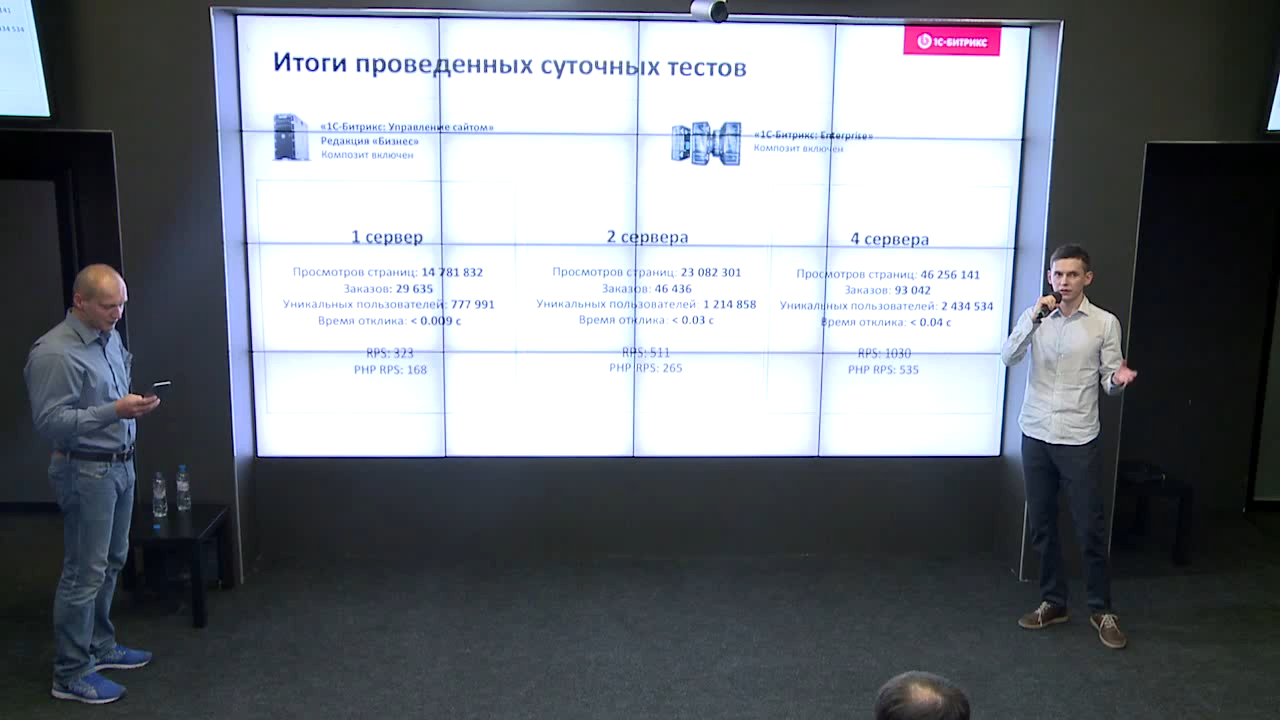 141
434 534
1С-БИТРИКС
Итоги проведенных суточных тестов
«1С-Битрикс: Управление сайтом»
Редакция «Бизнес»
Композит включен
«1С-Битрикс: Enterprise»
Композит включен
1 сервер
Просмотров страниц: 14 781 832
Заказов: 29 635
Уникальных пользователей: 777 991
Время отклика: < 0.009 с
RPS: 323
PHP RPS: 168
2 сервера
Просмотров страниц: 23 082 301
Заказов: 46 436
Уникальных пользователей 1 214 858
Время отклика: < 0.03 с
RPS: 511
PHP RPS: 265
4 сервера
Просмотров страниц: 46 256 141
Заказов: 93 042
Уникальных пользователей: 2 434 534
Время отклика: < 0.04 с
RPS: 1030
PHP RPS: 535